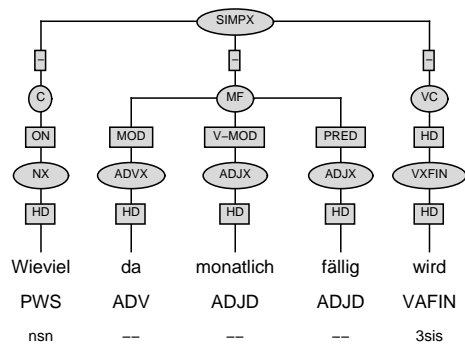 SIMPX
– – –
C MF VC
ON MOD V–MOD PRED HD
NX ADVX ADJX ADJX VXFIN
HD HD HD HD HD
Wieviel da monatlich fällig wird
PWS ADV ADJD ADJD VAFIN
nsn –– –– –– 3sis